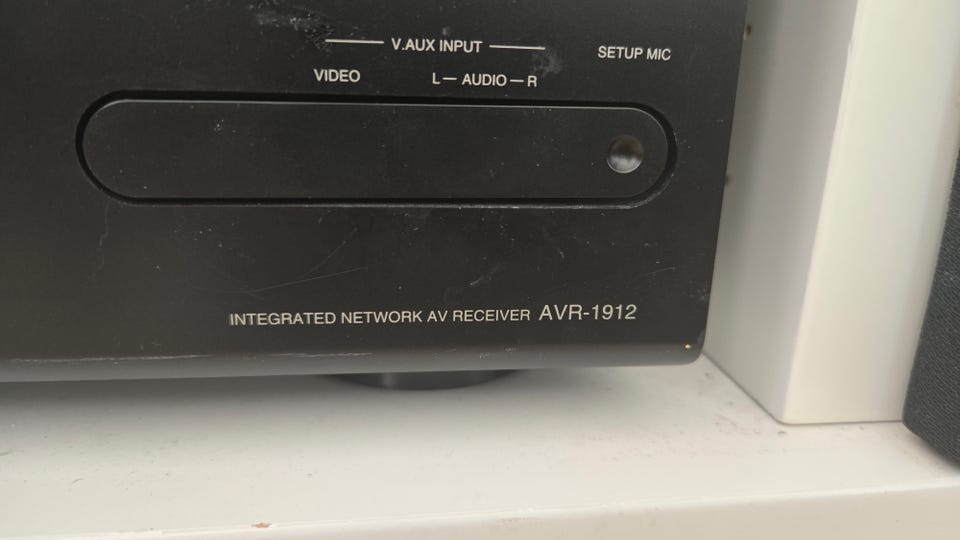 V.AUX INPUT
SETUP MIC
VIDEO
L — AUDIO — R
INTEGRATED NETWORK AV RECEIVER AVR-1912